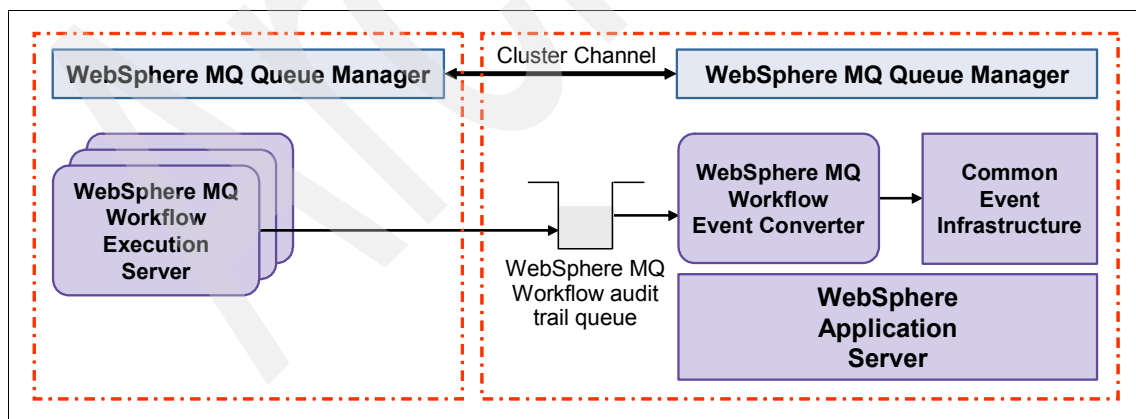 Cluster Channel
WebSphere MQ Queue Manager
WebSphere MQ Queue Manager
WebSphere MQ
Workflow
Execution
Server
WebSphere MQ
Workflow audit
trail queue
WebSphere MQ
Workflow
Event Converter
Common
Event
Infrastructure
WebSphere
Application
Server